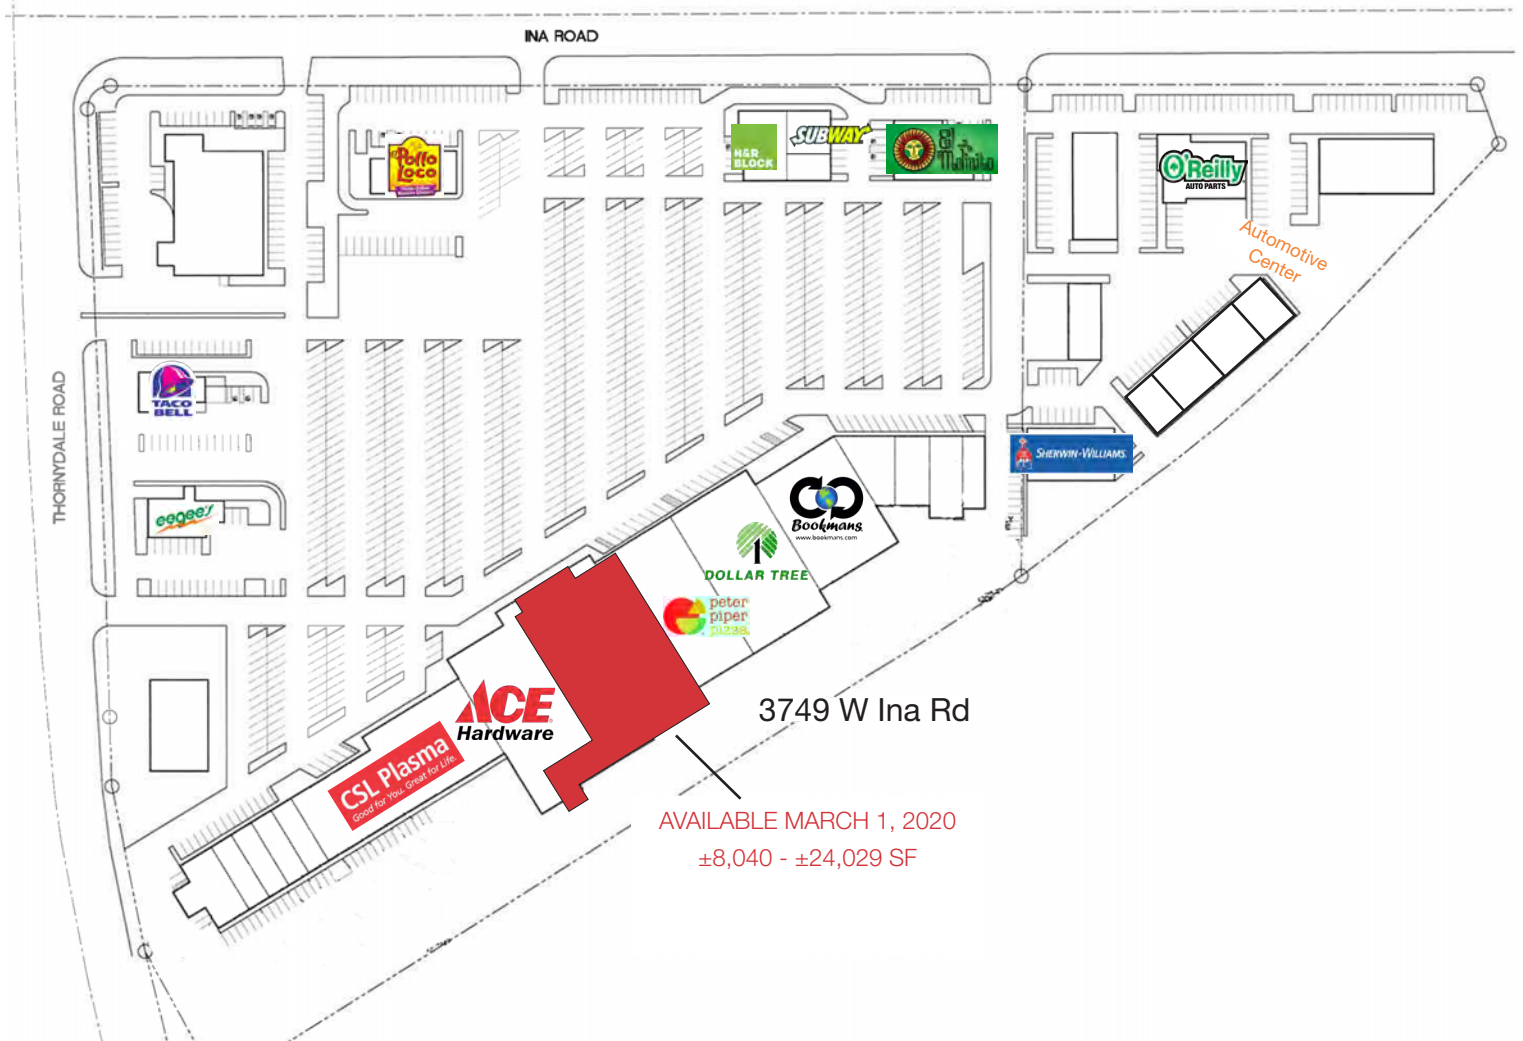 INA ROAD
El Pollo
Loco
H&R
BLOCK
SUBWAY
El
Molinito
O'Reilly
AUTO PARTS
Automotive
Center
THORNYDALE ROAD
TACO
BELL
SHERWIN-WILLIAMS
eegee's
Bookmans
www.bookmans.com
DOLLAR TREE
peter
piper
pizza
ACE
Hardware
3749 W Ina Rd
CSL Plasma
Good for You. Great for Life.
AVAILABLE MARCH 1, 2020
±8,040 - ±24,029 SF